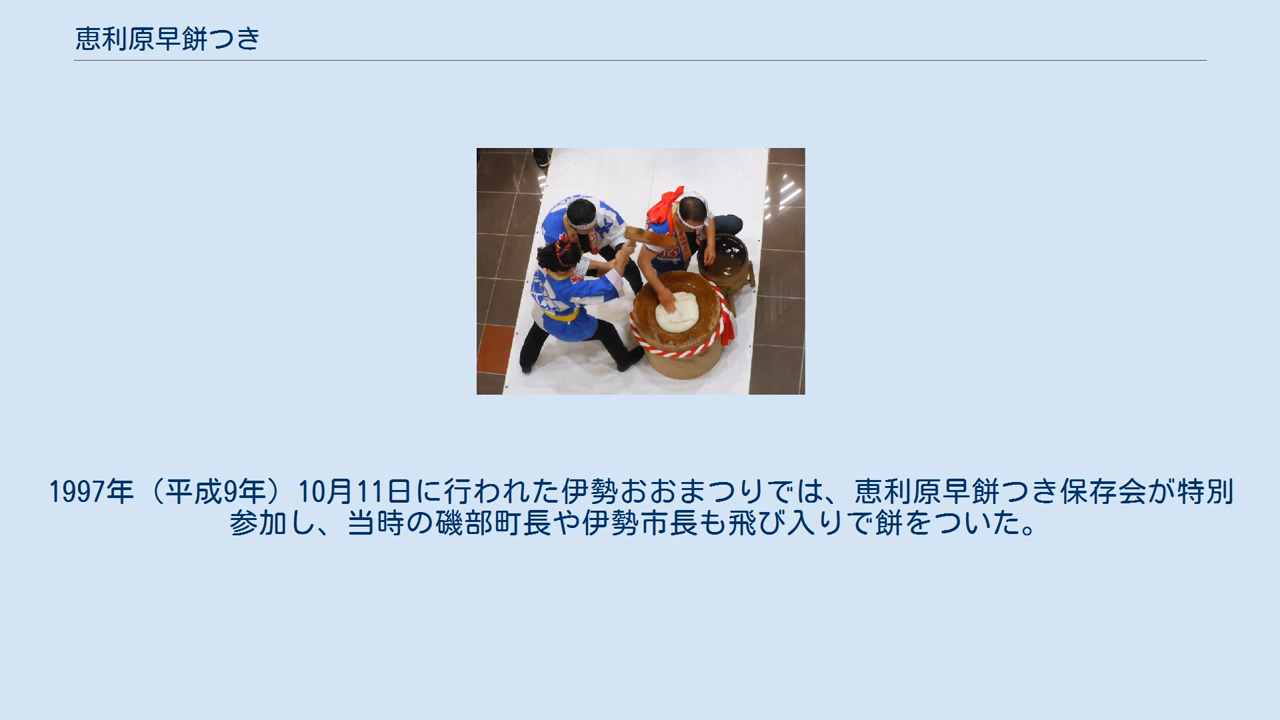 恵利原早餅つき
1997年（平成9年）10月11日に行われた伊勢おおまつりでは、恵利原早餅つき保存会が特別
参加し、当時の磯部町長や伊勢市長も飛び入りで餅をついた。